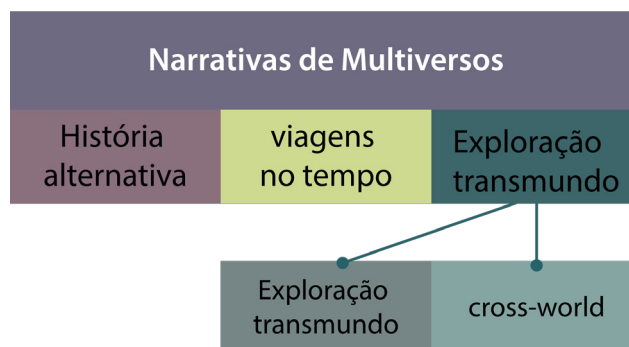 Narrativas de Multiversos
História
alternativa
viagens
no tempo
Exploração
transmundo
Exploração
transmundo
cross-world